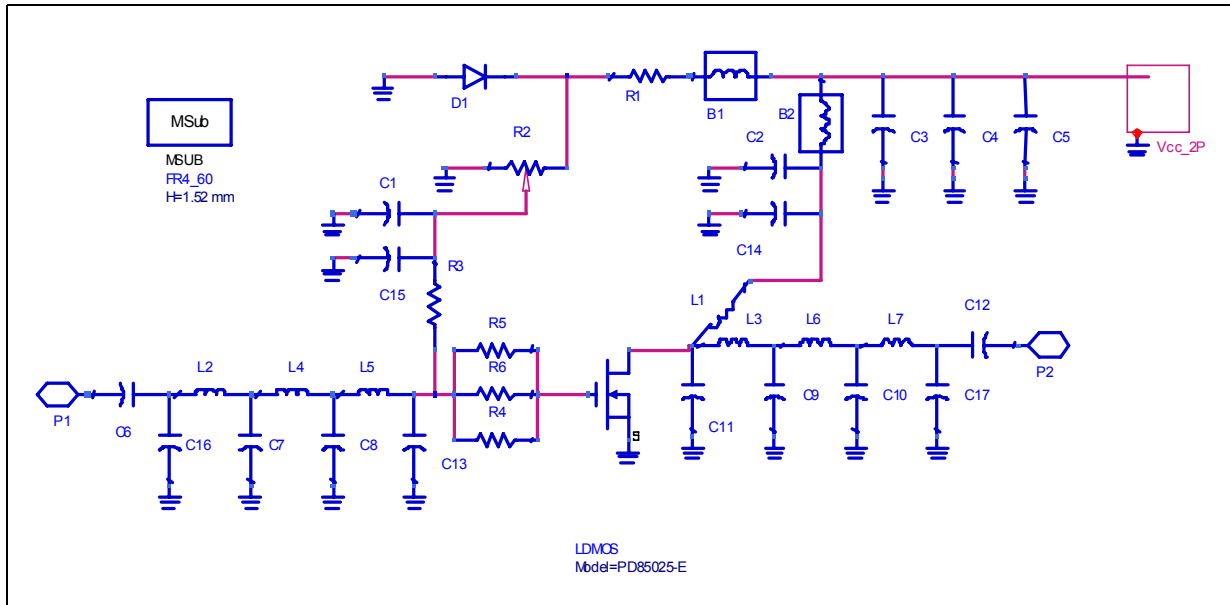 D1
R1
B1
B2
C3
C4
C5
Vcc_2P
MSub
MSUB
FR4_60
H=1.52 mm
R2
C2
C1
C14
C15
R3
L1
R5
R6
R4
L2
L4
L5
L3
L6
L7
C12
P1
C6
C16
C7
C8
C13
S
C11
C9
C10
C17
P2
LDMOS
Model=PD85025-E